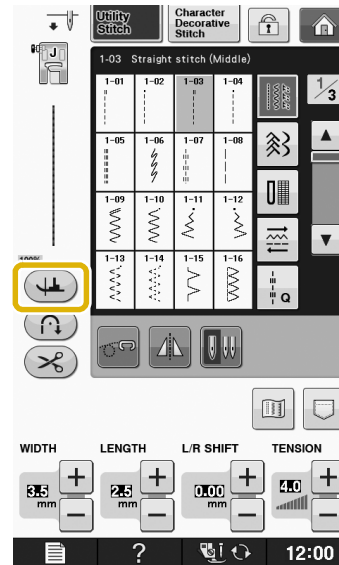 Utility Stitch
Character Decorative Stitch
J
1-03 Straight stitch (Middle)
1/3
1-01 1-02 1-03 1-04
1-05 1-06 1-07 1-08
1-09 1-10 1-11 1-12
1-13 1-14 1-15 1-16
Q
100%
WIDTH LENGTH L/R SHIFT TENSION
3.5 mm + − 2.5 mm + − 0.00 mm + − 4.0 + −
? 12:00